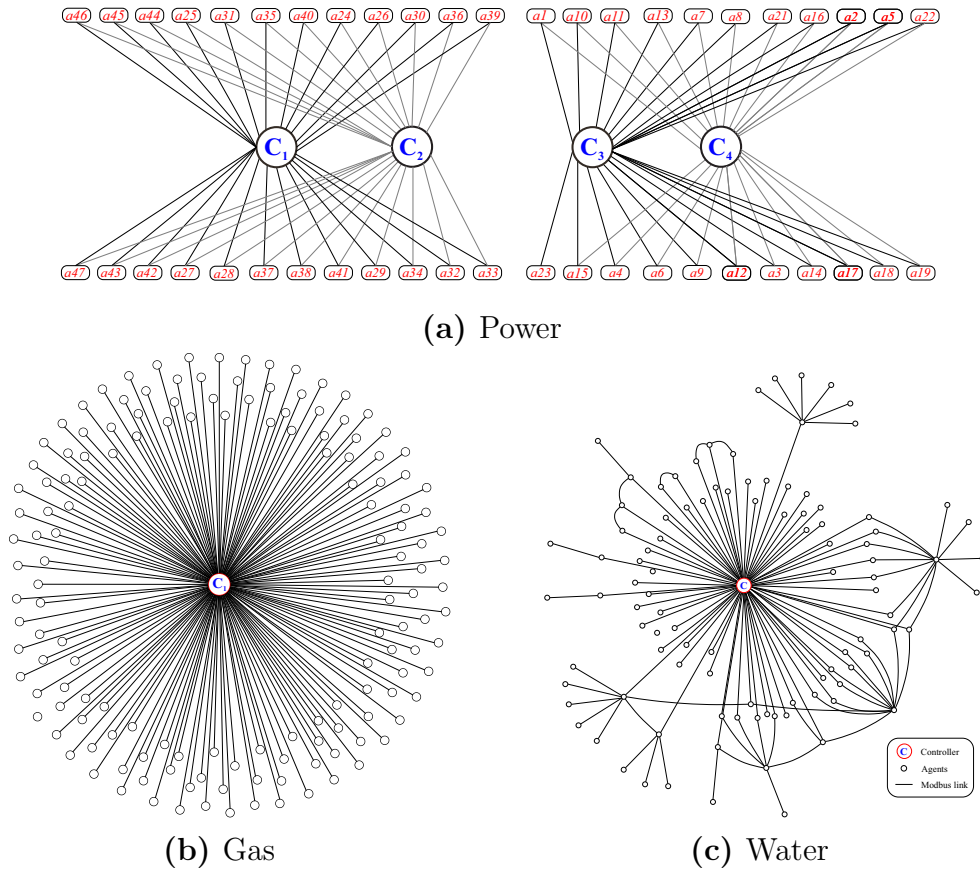 a46 a45 a44 a25 a31 a35 a40 a24 a26 a30 a36 a39 a1 a10 a11 a13 a7 a8 a21 a16 a2 a5 a22
C1 C2 C3 C4
a47 a43 a42 a27 a28 a37 a38 a41 a29 a34 a32 a33 a23 a15 a4 a6 a9 a12 a3 a14 a17 a18 a19
(a) Power
C1
C
C Controller
Agents
Modbus link
(b) Gas (c) Water